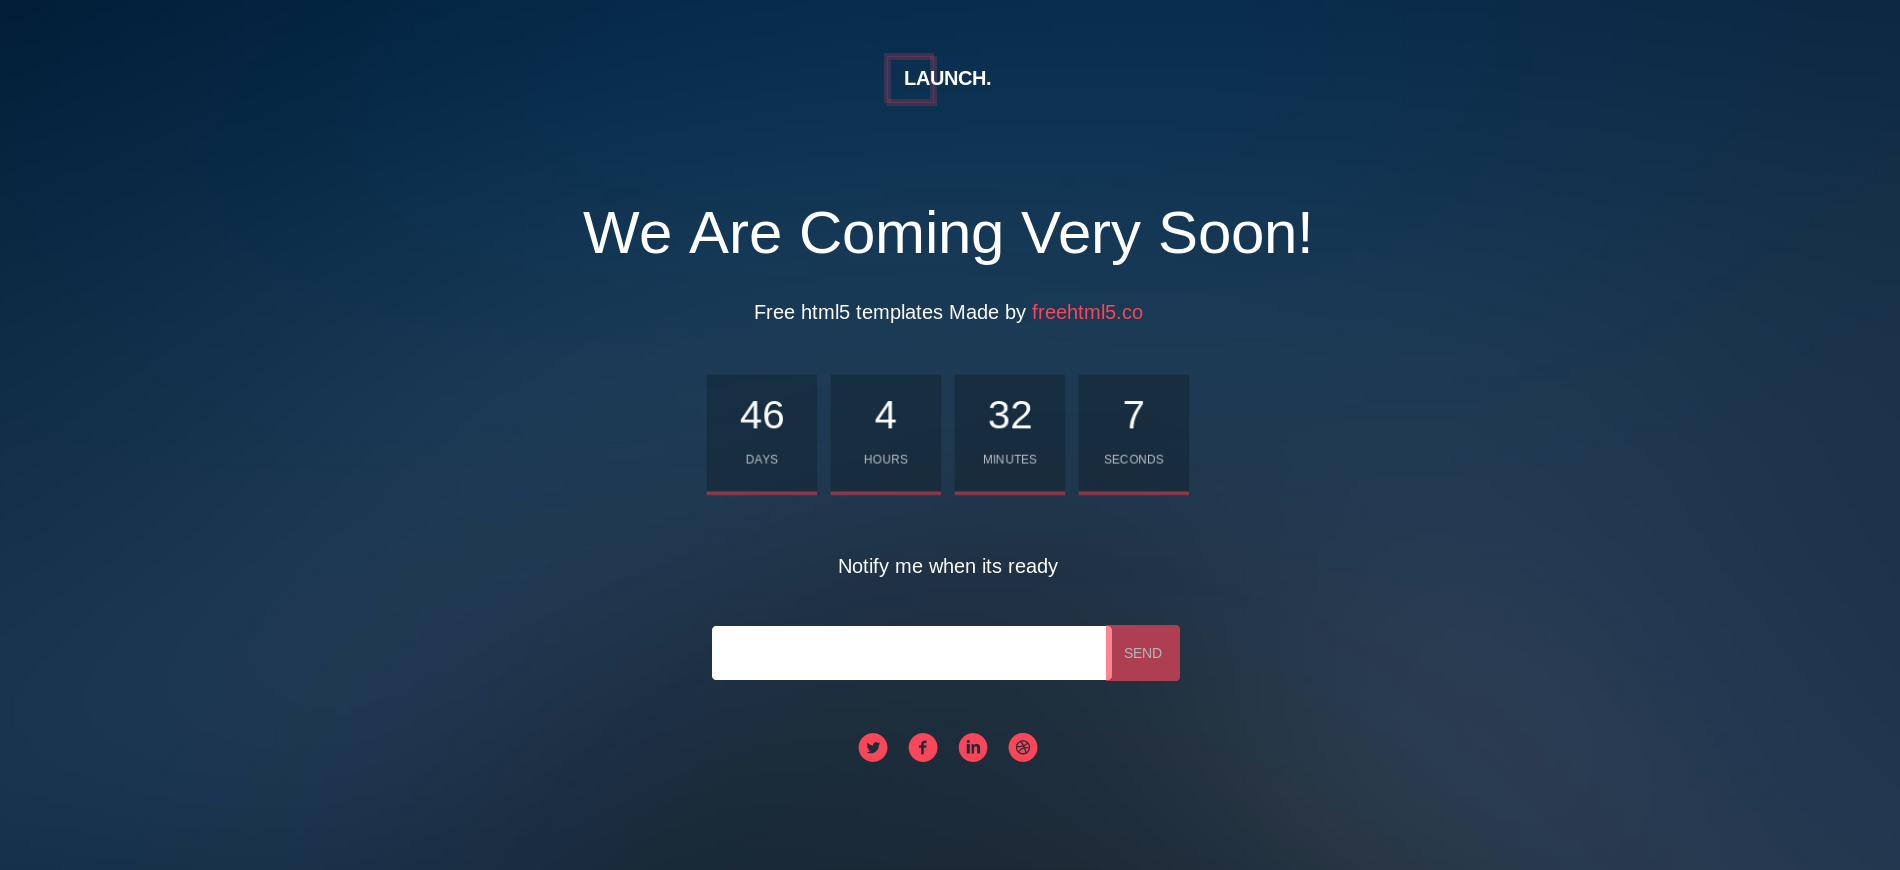 LAUNCH.
We Are Coming Very Soon!
Free html5 templates Made by freehtml5.co
46 4 32 7
DAYS HOURS MINUTES SECONDS
Notify me when its ready
SEND